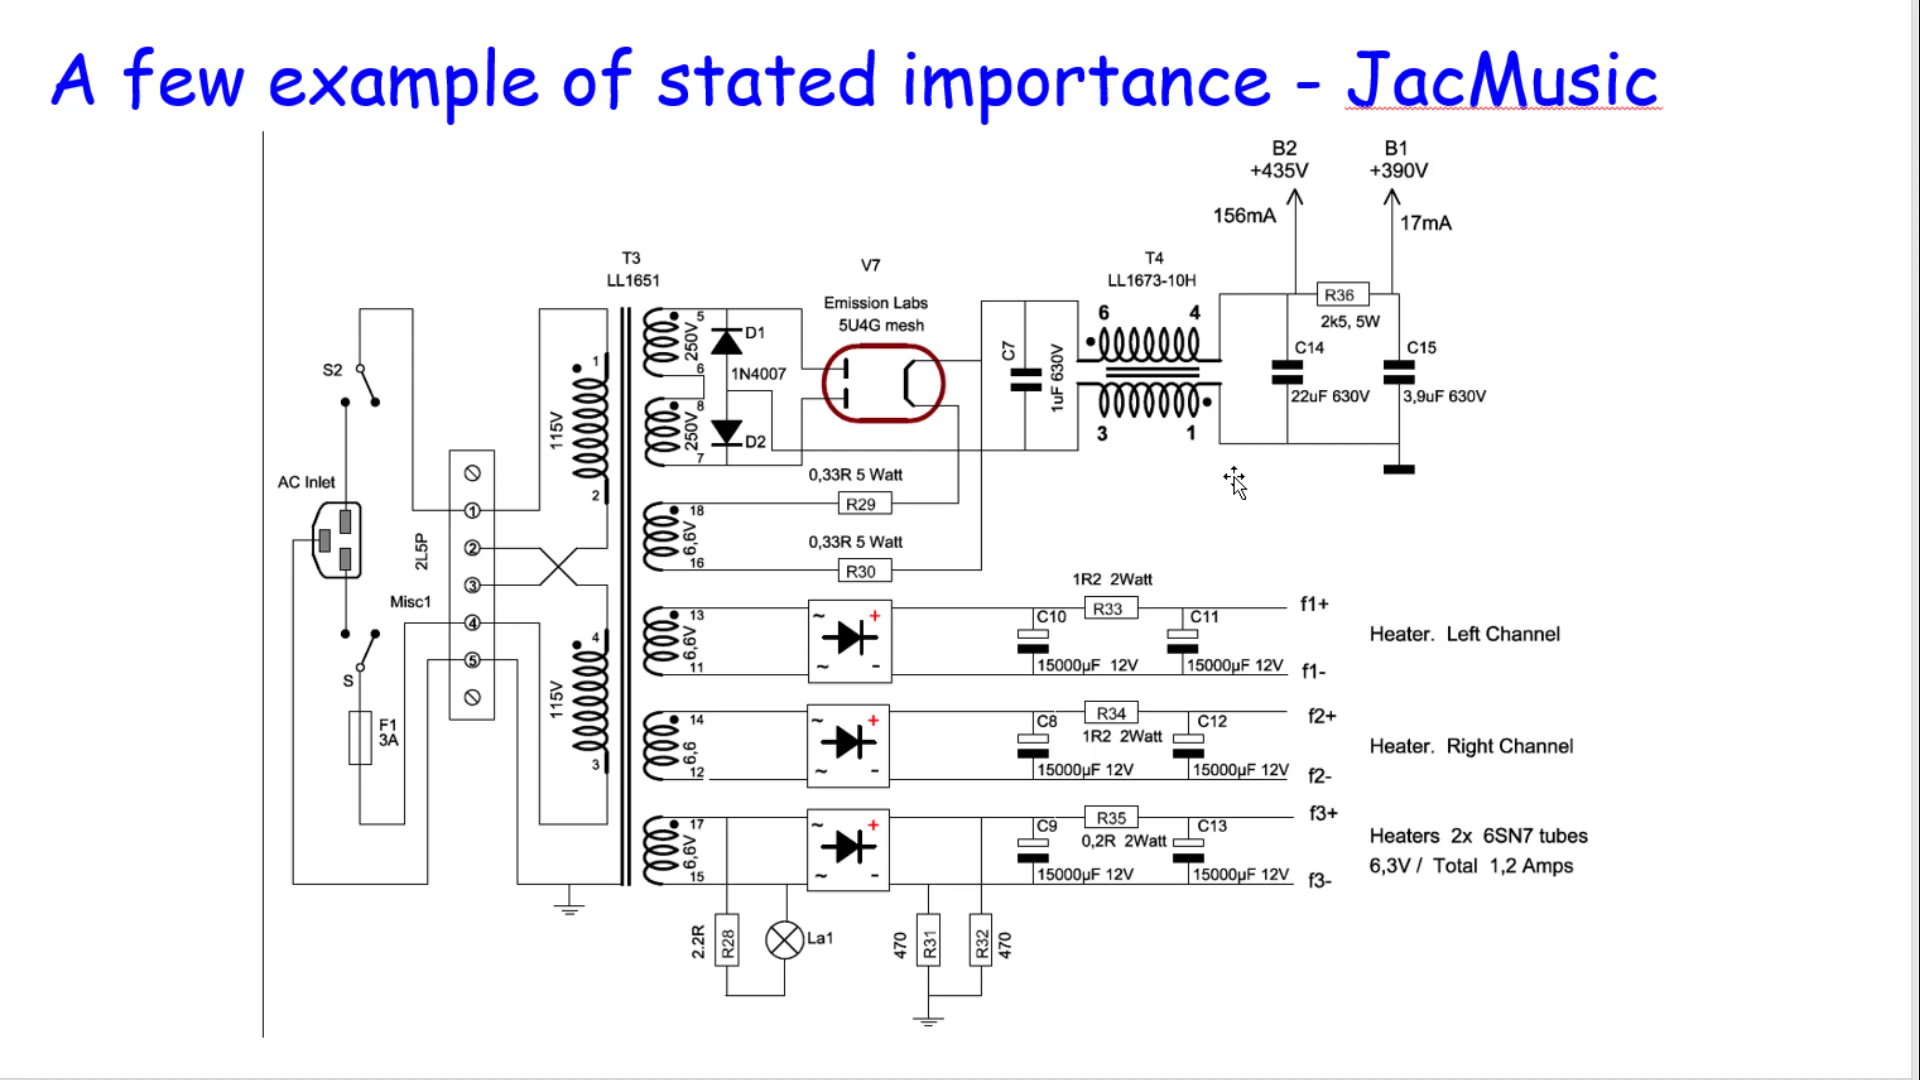 A few example of stated importance - JacMusic
B2
+435V
B1
+390V
156mA
17mA
T3
LL1651
V7
Emission Labs
5U4G mesh
T4
LL1673-10H
6
4
3
1
R36
2k5, 5W
C14
22uF 630V
C15
3,9uF 630V
C7
1uF 630V
S2
1
115V
2
5
250V
6
8
250V
7
D1
1N4007
D2
AC Inlet
2L5P
Misc1
1
2
3
4
5
S
F1
3A
4
115V
3
0,33R 5 Watt
R29
18
6,6V
16
0,33R 5 Watt
R30
1R2 2Watt
R33
13
6,6V
11
~
+
~
-
C10
15000µF 12V
C11
15000µF 12V
f1+
f1-
Heater. Left Channel
14
6,6
12
~
+
~
-
C8
15000µF 12V
R34
1R2 2Watt
C12
15000µF 12V
f2+
f2-
Heater. Right Channel
17
6,6V
15
~
+
~
-
C9
15000µF 12V
R35
0,2R 2Watt
C13
15000µF 12V
f3+
f3-
Heaters 2x 6SN7 tubes
6,3V / Total 1,2 Amps
2.2R
R28
La1
470
R31
R32
470